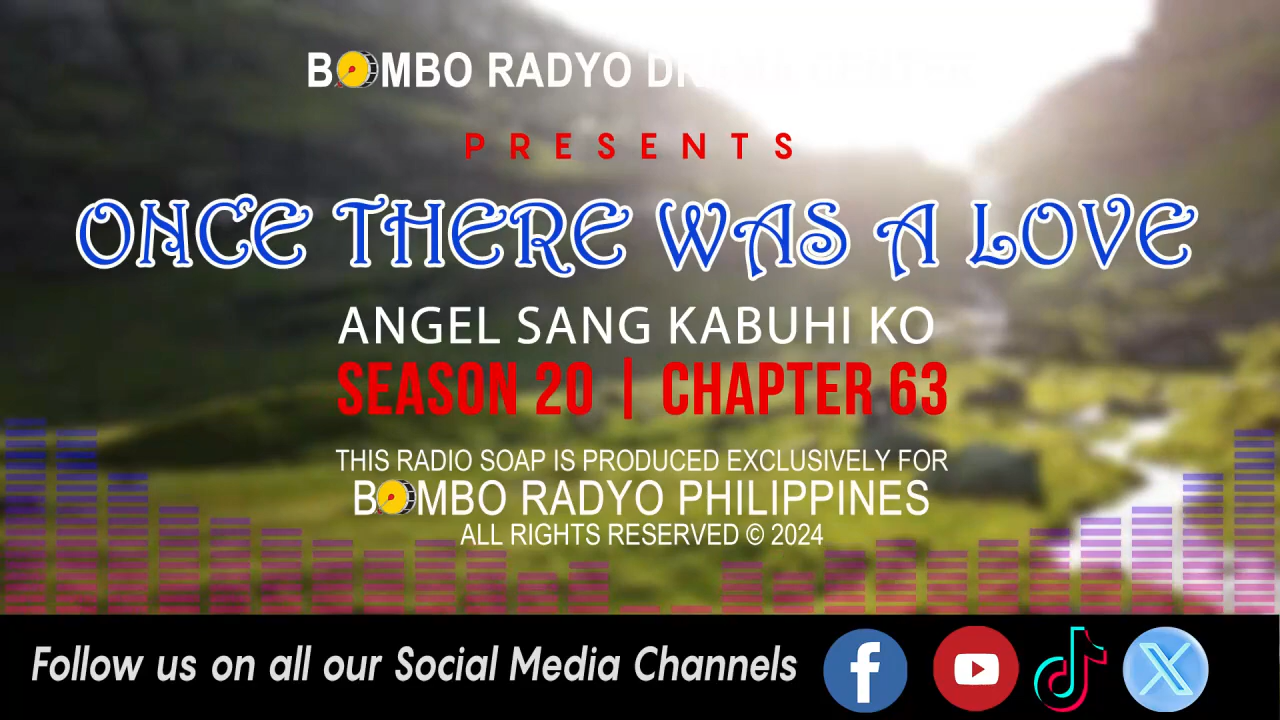 BOMBO RADYO
PRESENTS
ONCE THERE WAS A LOVE
ANGEL SANG KABUHI KO
SEASON 20 | CHAPTER 63
THIS RADIO SOAP IS PRODUCED EXCLUSIVELY FOR
BOMBO RADYO PHILIPPINES
ALL RIGHTS RESERVED © 2024
Follow us on all our Social Media Channels